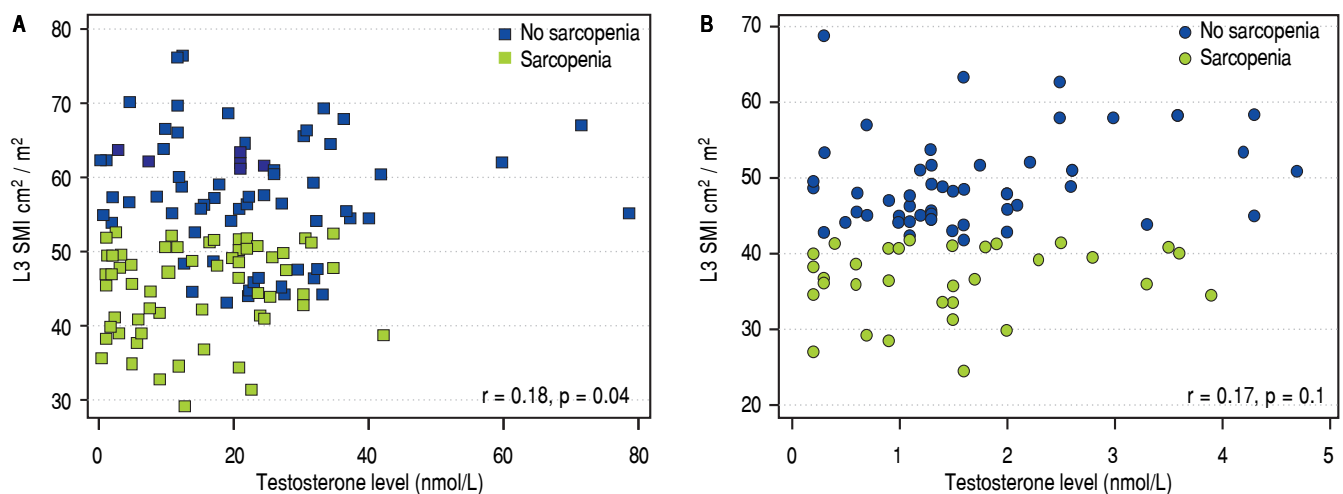 A
80
70
60
50
40
30
L3 SMI cm² / m²
No sarcopenia
Sarcopenia
r = 0.18, p = 0.04
0 20 40 60 80
Testosterone level (nmol/L)
B
70
60
50
40
30
20
L3 SMI cm² / m²
No sarcopenia
Sarcopenia
r = 0.17, p = 0.1
0 1 2 3 4 5
Testosterone level (nmol/L)